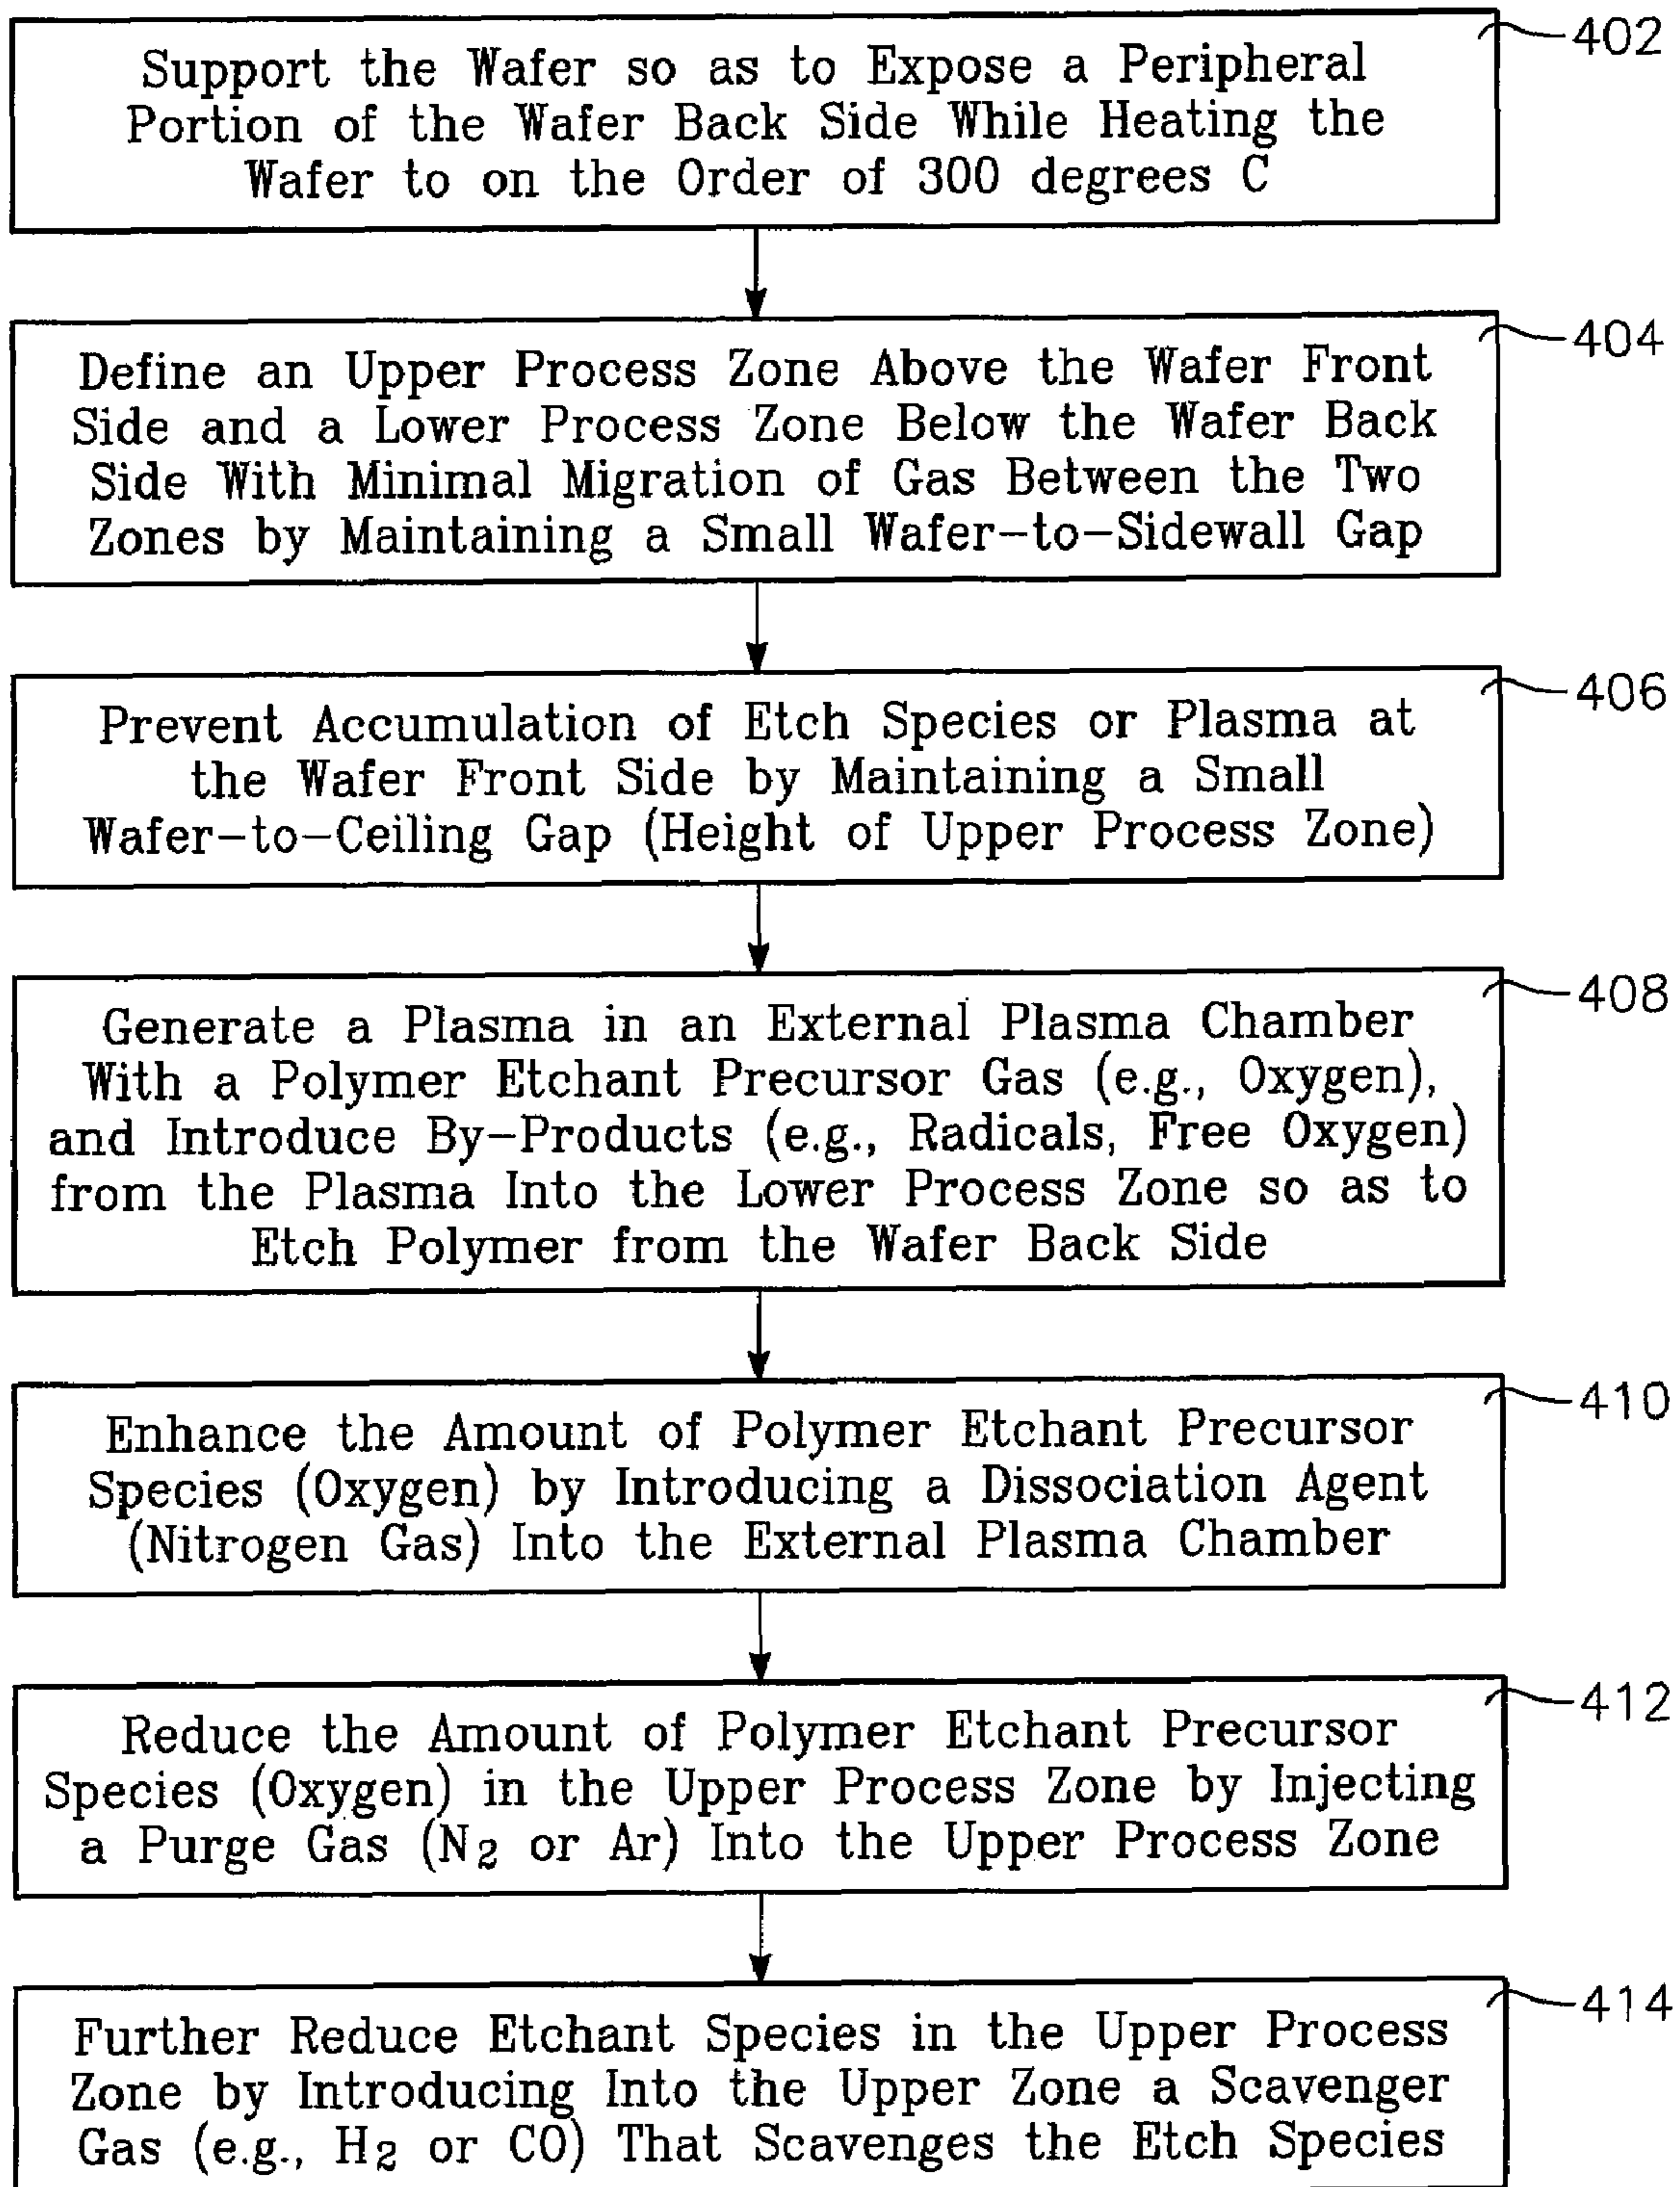 402
Support the Wafer so as to Expose a Peripheral
Portion of the Wafer Back Side While Heating the
Wafer to on the Order of 300 degrees C
404
Define an Upper Process Zone Above the Wafer Front
Side and a Lower Process Zone Below the Wafer Back
Side With Minimal Migration of Gas Between the Two
Zones by Maintaining a Small Wafer-to-Sidewall Gap
406
Prevent Accumulation of Etch Species or Plasma at
the Wafer Front Side by Maintaining a Small
Wafer-to-Ceiling Gap (Height of Upper Process Zone)
408
Generate a Plasma in an External Plasma Chamber
With a Polymer Etchant Precursor Gas (e.g., Oxygen),
and Introduce By-Products (e.g., Radicals, Free Oxygen)
from the Plasma Into the Lower Process Zone so as to
Etch Polymer from the Wafer Back Side
410
Enhance the Amount of Polymer Etchant Precursor
Species (Oxygen) by Introducing a Dissociation Agent
(Nitrogen Gas) Into the External Plasma Chamber
412
Reduce the Amount of Polymer Etchant Precursor
Species (Oxygen) in the Upper Process Zone by Injecting
a Purge Gas (N2 or Ar) Into the Upper Process Zone
414
Further Reduce Etchant Species in the Upper Process
Zone by Introducing Into the Upper Zone a Scavenger
Gas (e.g., H2 or CO) That Scavenges the Etch Species